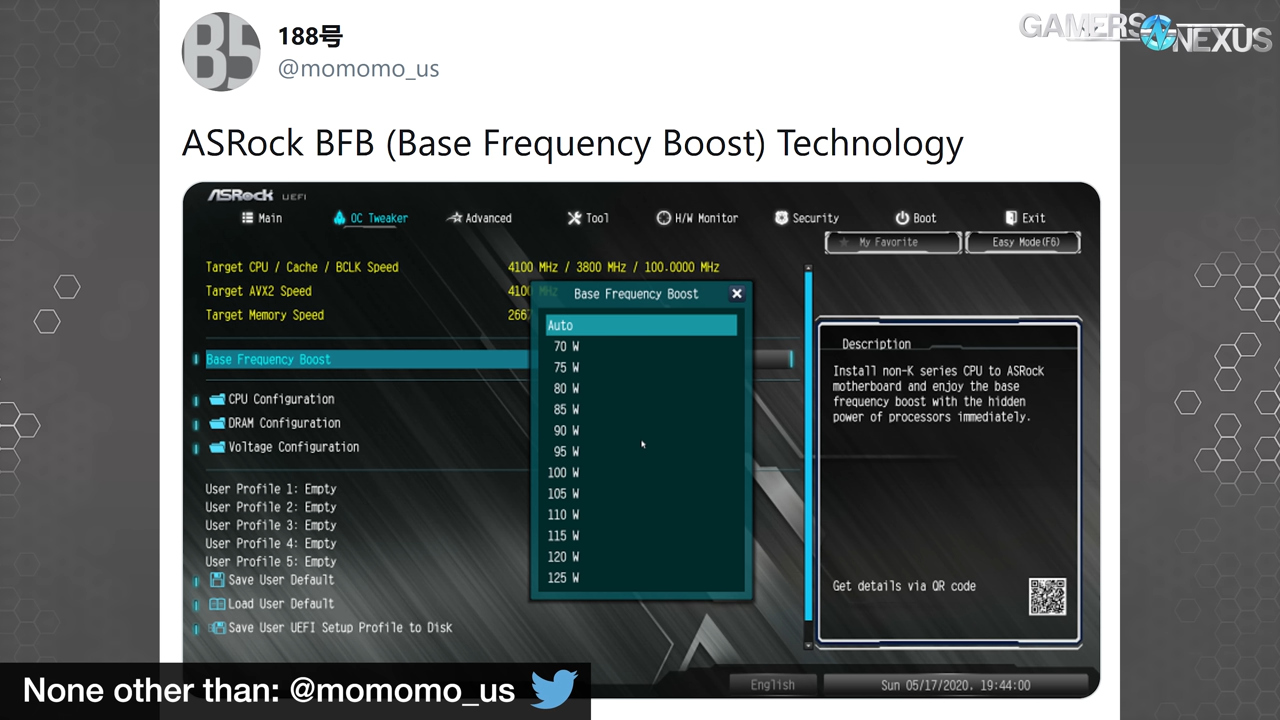 GAMERS NEXUS
188号
@momomo_us
ASRock BFB (Base Frequency Boost) Technology
ASRock UEFI
Main OC Tweaker Advanced Tool H/W Monitor Security Boot Exit
My Favorite Easy Mode(F6)
Target CPU / Cache / BCLK Speed 4100 MHz / 3800 MHz / 100.0000 MHz
Target AVX2 Speed 4100 MHz
Target Memory Speed 266
Base Frequency Boost
Base Frequency Boost
Auto
70 W
75 W
80 W
85 W
90 W
95 W
100 W
105 W
110 W
115 W
120 W
125 W
CPU Configuration
DRAM Configuration
Voltage Configuration
User Profile 1: Empty
User Profile 2: Empty
User Profile 3: Empty
User Profile 4: Empty
User Profile 5: Empty
Save User Default
Load User Default
Save User UEFI Setup Profile to Disk
Description
Install non-K series CPU to ASRock
motherboard and enjoy the base
frequency boost with the hidden
power of processors immediately.
Get details via QR code
English Sun 05/17/2020. 19:44:00
None other than: @momomo_us